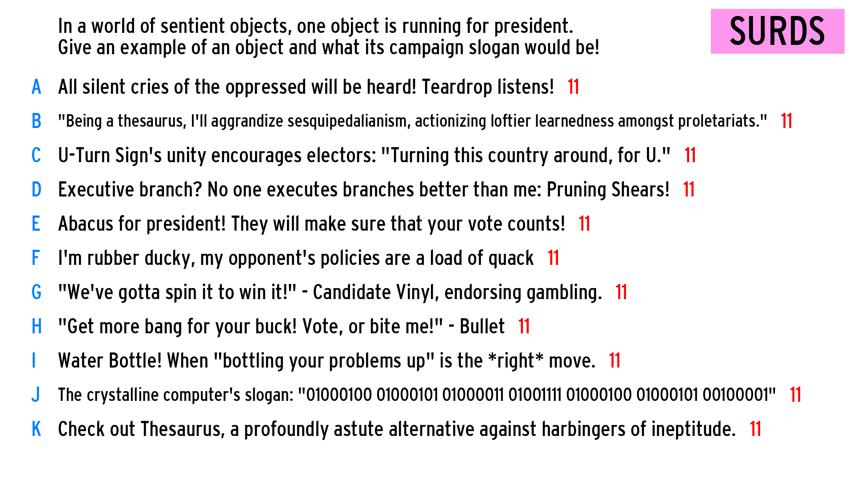 In a world of sentient objects, one object is running for president.
Give an example of an object and what its campaign slogan would be!
SURDS
A All silent cries of the oppressed will be heard! Teardrop listens! 11
B "Being a thesaurus, I'll aggrandize sesquipedalianism, actionizing loftier learnedness amongst proletariats." 11
C U-Turn Sign's unity encourages electors: "Turning this country around, for U." 11
D Executive branch? No one executes branches better than me: Pruning Shears! 11
E Abacus for president! They will make sure that your vote counts! 11
F I'm rubber ducky, my opponent's policies are a load of quack 11
G "We've gotta spin it to win it!" - Candidate Vinyl, endorsing gambling. 11
H "Get more bang for your buck! Vote, or bite me!" - Bullet 11
I Water Bottle! When "bottling your problems up" is the *right* move. 11
J The crystalline computer's slogan: "01000100 01000101 01000011 01001111 01000100 01000101 00100001" 11
K Check out Thesaurus, a profoundly astute alternative against harbingers of ineptitude. 11